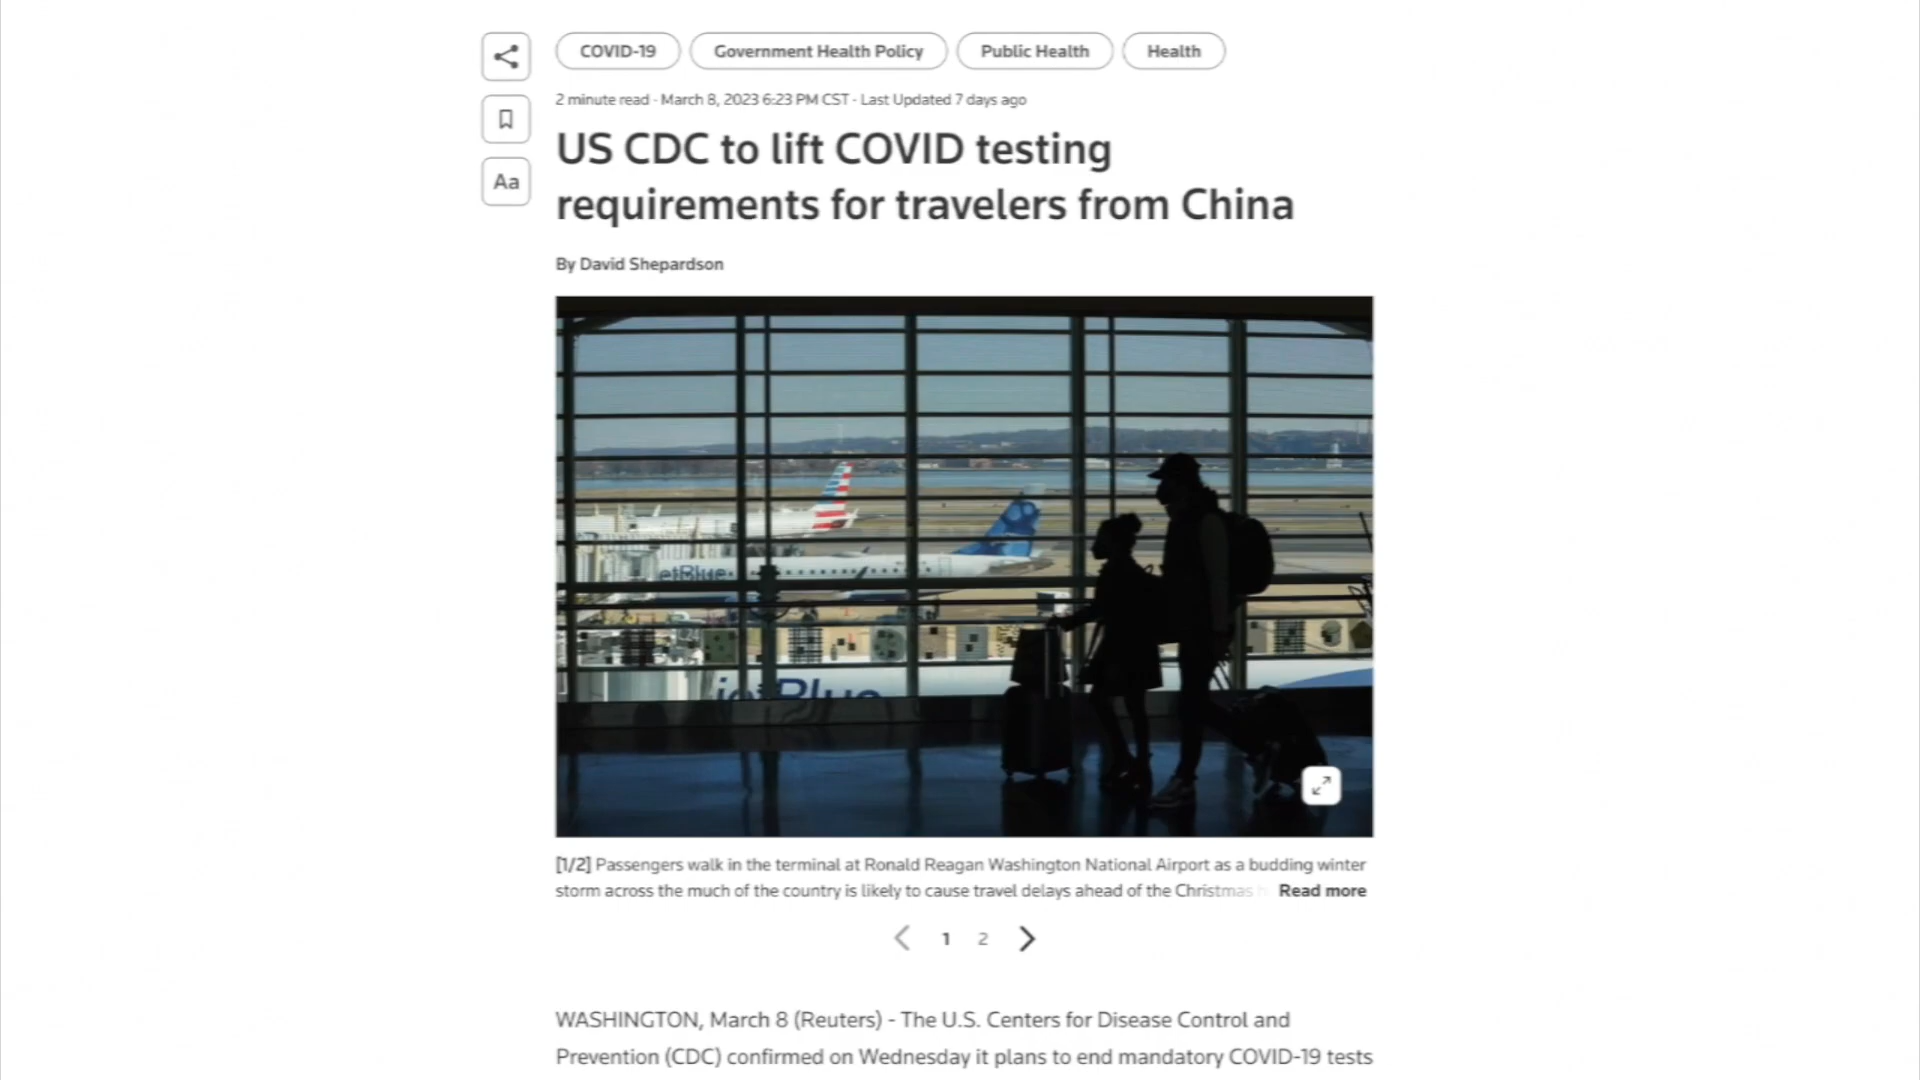 COVID-19 Government Health Policy Public Health Health
2 minute read · March 8, 2023 6:23 PM CST · Last Updated 7 days ago
US CDC to lift COVID testing
requirements for travelers from China
Aa
By David Shepardson
etBlue
jetBlue
[1/2] Passengers walk in the terminal at Ronald Reagan Washington National Airport as a budding winter
storm across the much of the country is likely to cause travel delays ahead of the Christmas Read more
1 2
WASHINGTON, March 8 (Reuters) - The U.S. Centers for Disease Control and
Prevention (CDC) confirmed on Wednesday it plans to end mandatory COVID-19 tests